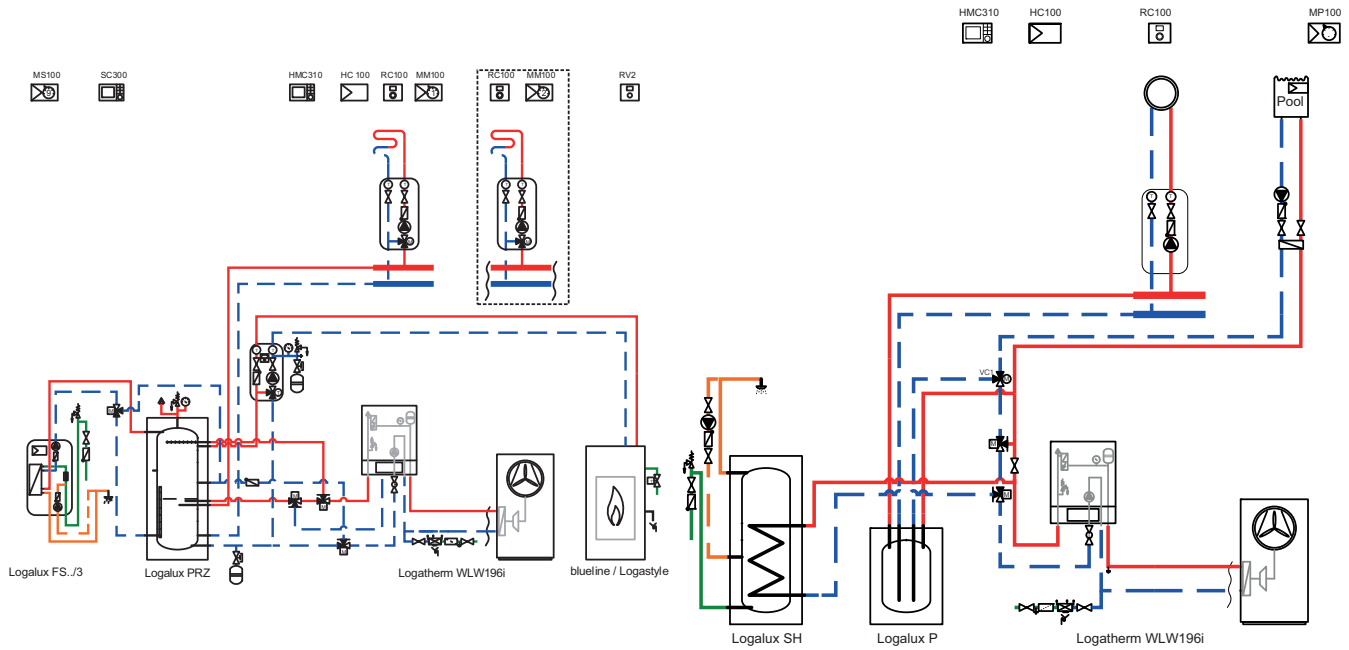 HMC310 HC100 RC100 MP100
MS100 SC300 HMC310 HC 100 RC100 MM100 RC100 MM100 RV2
Pool
VC1
Logalux FS../3 Logalux PRZ Logatherm WLW196i blueline / Logastyle
Logalux SH Logalux P Logatherm WLW196i